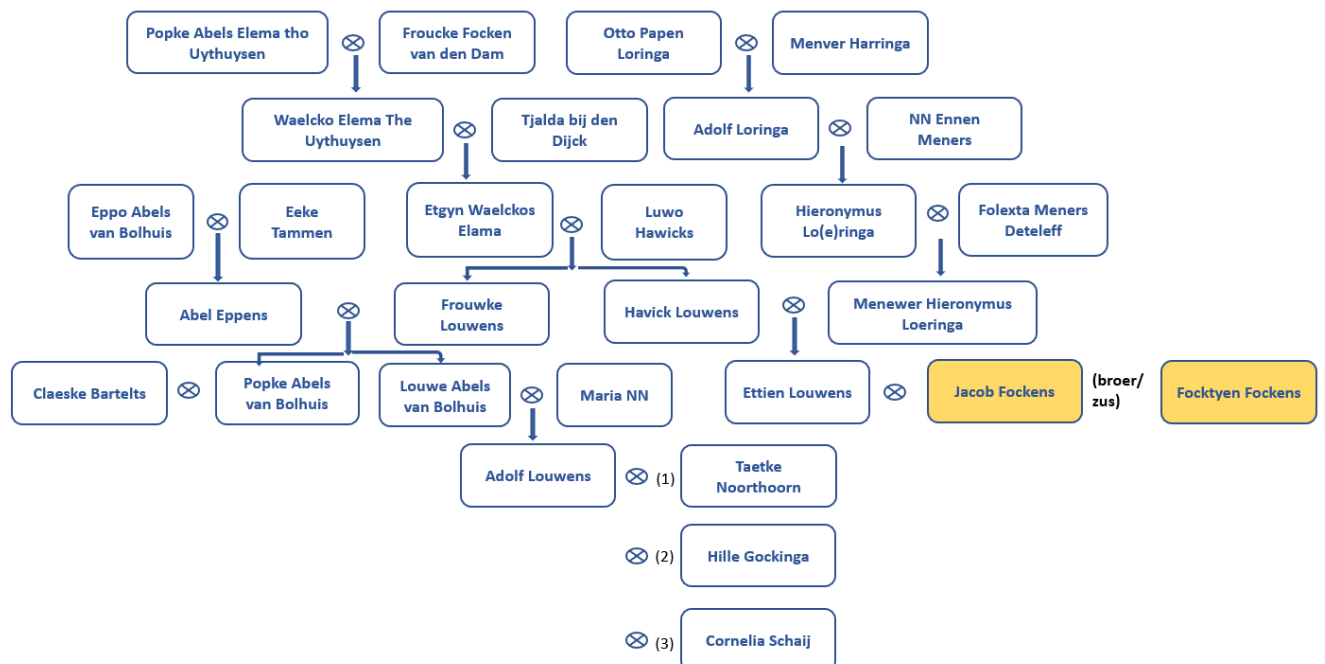 Popke Abels Elema tho
Uythuysen
Froucke Focken
van den Dam
Otto Papen
Loringa
Menver Harringa
Waelcko Elema The
Uythuysen
Tjalda bij den
Dijck
Adolf Loringa
NN Ennen
Meners
Eppo Abels
van Bolhuis
Eeke
Tammen
Etgyn Waelckos
Elama
Luwo
Hawicks
Hieronymus
Lo(e)ringa
Folexta Meners
Deteleff
Abel Eppens
Frouwke
Louwens
Havick Louwens
Menewer Hieronymus
Loeringa
Claeske Bartelts
Popke Abels
van Bolhuis
Louwe Abels
van Bolhuis
Maria NN
Ettien Louwens
Jacob Fockens
(broer/
zus)
Focktyen Fockens
Adolf Louwens
(1)
Taetke
Noorthoorn
(2)
Hille Gockinga
(3)
Cornelia Schaij